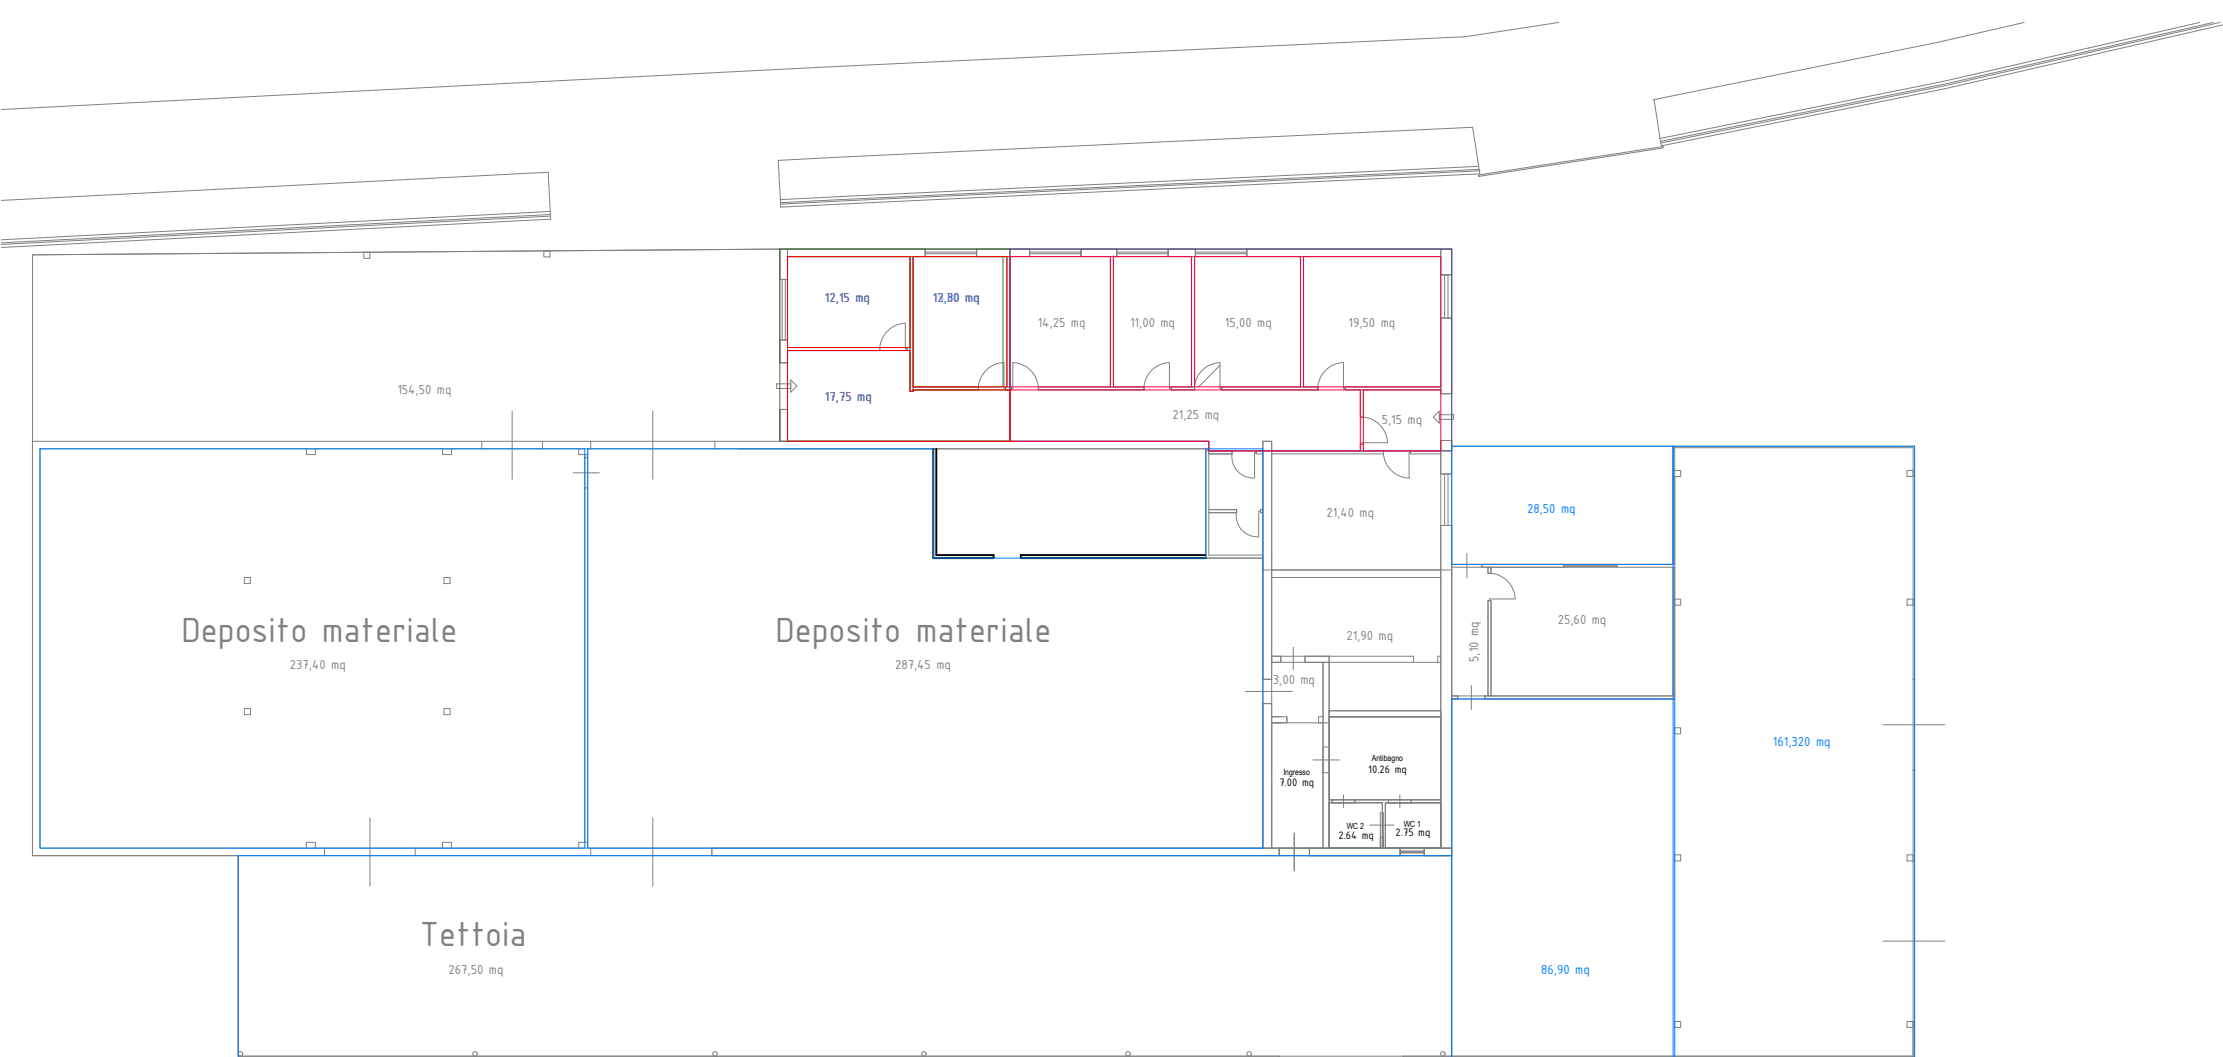 12,15 mq
14,25 mq
11,00 mq
15,00 mq
19,50 mq
154,50 mq
17,75 mq
21,25 mq
5,15 mq
21,40 mq
28,50 mq
Deposito materiale
237,40 mq
Deposito materiale
287,45 mq
21,90 mq
5,10 mq
25,60 mq
3,00 mq
161,320 mq
Antibagno
10.26 mq
Ingresso
7.00 mq
WC 2
2.64 mq
WC 1
2.75 mq
Tettoia
267,50 mq
86,90 mq